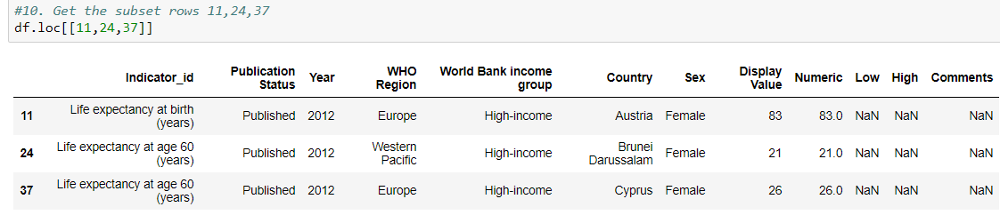 #10. Get the subset rows 11,24,37
df.loc[[11,24,37]]
Indicator_id Publication Status Year WHO Region World Bank income group Country Sex Display Value Numeric Low High Comments
11 Life expectancy at birth (years) Published 2012 Europe High-income Austria Female 83 83.0 NaN NaN NaN
24 Life expectancy at age 60 (years) Published 2012 Western Pacific High-income Brunei Darussalam Female 21 21.0 NaN NaN NaN
37 Life expectancy at age 60 (years) Published 2012 Europe High-income Cyprus Female 26 26.0 NaN NaN NaN